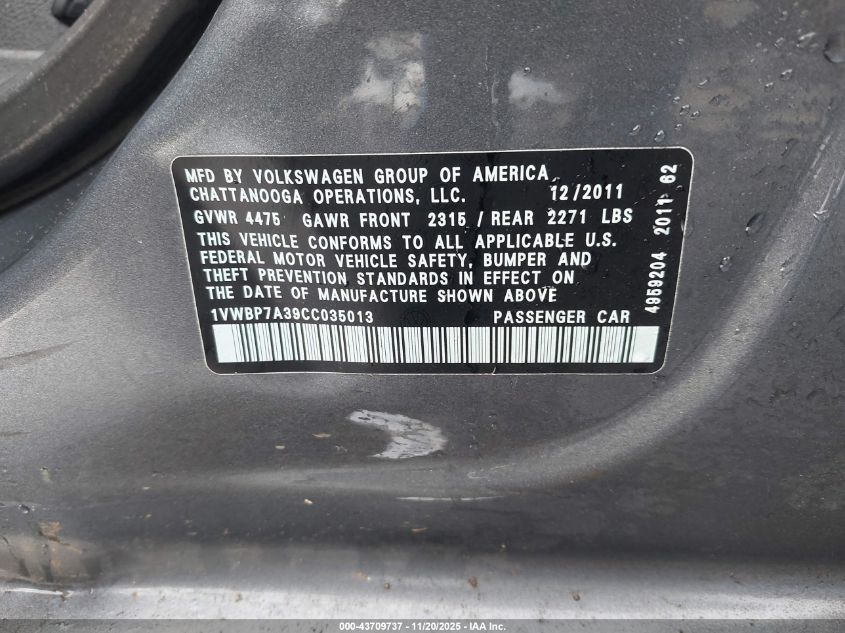 MFD BY VOLKSWAGEN GROUP OF AMERICA
CHATTANOOGA OPERATIONS, LLC. 12/2011
GVWR 4475 GAWR FRONT 2315 / REAR 2271 LBS
THIS VEHICLE CONFORMS TO ALL APPLICABLE U.S.
FEDERAL MOTOR VEHICLE SAFETY, BUMPER AND
THEFT PREVENTION STANDARDS IN EFFECT ON
THE DATE OF MANUFACTURE SHOWN ABOVE
1VWBP7A39CC035013 PASSENGER CAR
4959204 2011 62
000-43709737 - 11/20/2025 - IAA Inc.